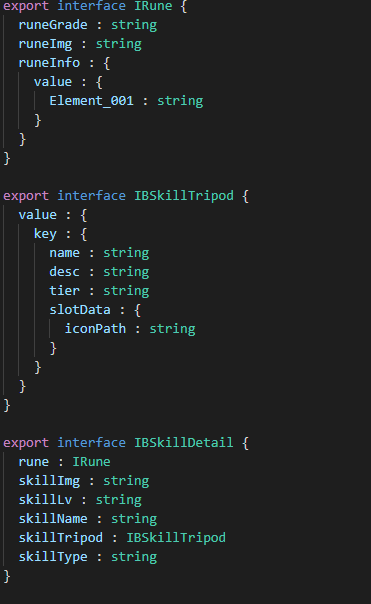 export interface IRune {
  runeGrade : string
  runeImg : string
  runeInfo : {
    value : {
      Element_001 : string
    }
  }
}

export interface IBSkillTripod {
  value : {
    key : {
      name : string
      desc : string
      tier : string
      slotData : {
        iconPath : string
      }
    }
  }
}

export interface IBSkillDetail {
  rune : IRune
  skillImg : string
  skillLv : string
  skillName : string
  skillTripod : IBSkillTripod
  skillType : string
}